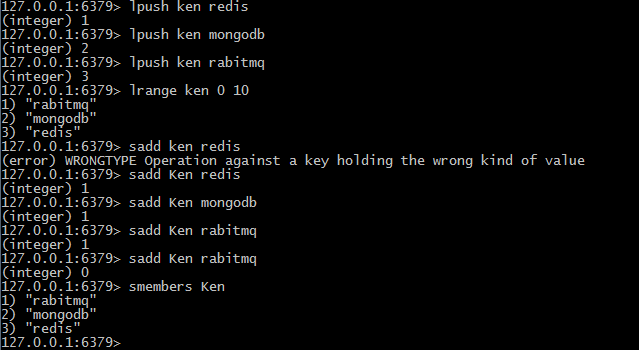 127.0.0.1:6379> lpush ken redis
(integer) 1
127.0.0.1:6379> lpush ken mongodb
(integer) 2
127.0.0.1:6379> lpush ken rabitmq
(integer) 3
127.0.0.1:6379> lrange ken 0 10
1) "rabitmq"
2) "mongodb"
3) "redis"
127.0.0.1:6379> sadd ken redis
(error) WRONGTYPE Operation against a key holding the wrong kind of value
127.0.0.1:6379> sadd Ken redis
(integer) 1
127.0.0.1:6379> sadd Ken mongodb
(integer) 1
127.0.0.1:6379> sadd Ken rabitmq
(integer) 1
127.0.0.1:6379> sadd Ken rabitmq
(integer) 0
127.0.0.1:6379> smembers Ken
1) "rabitmq"
2) "mongodb"
3) "redis"
127.0.0.1:6379>